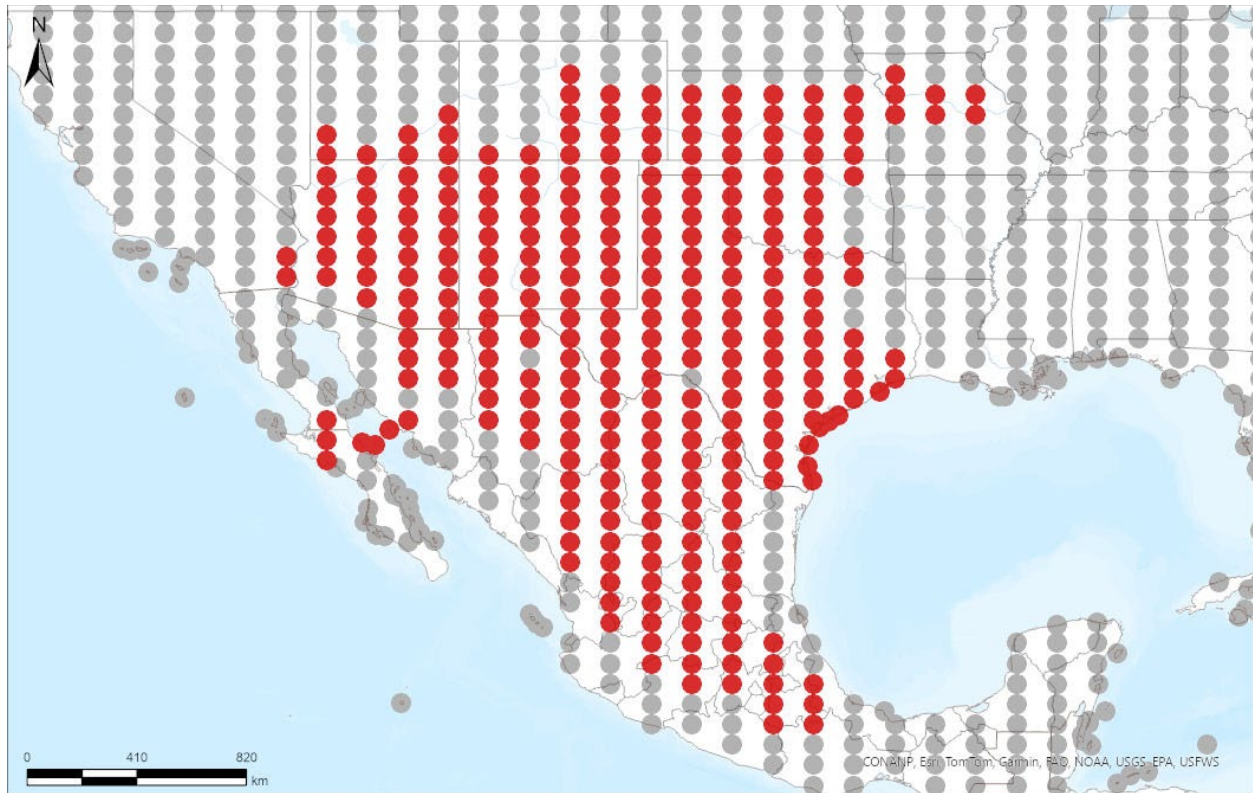 N
0 410 820
km
CONANP, Esri, TomTom, Garmin, FAO, NOAA, USGS, EPA, USFWS